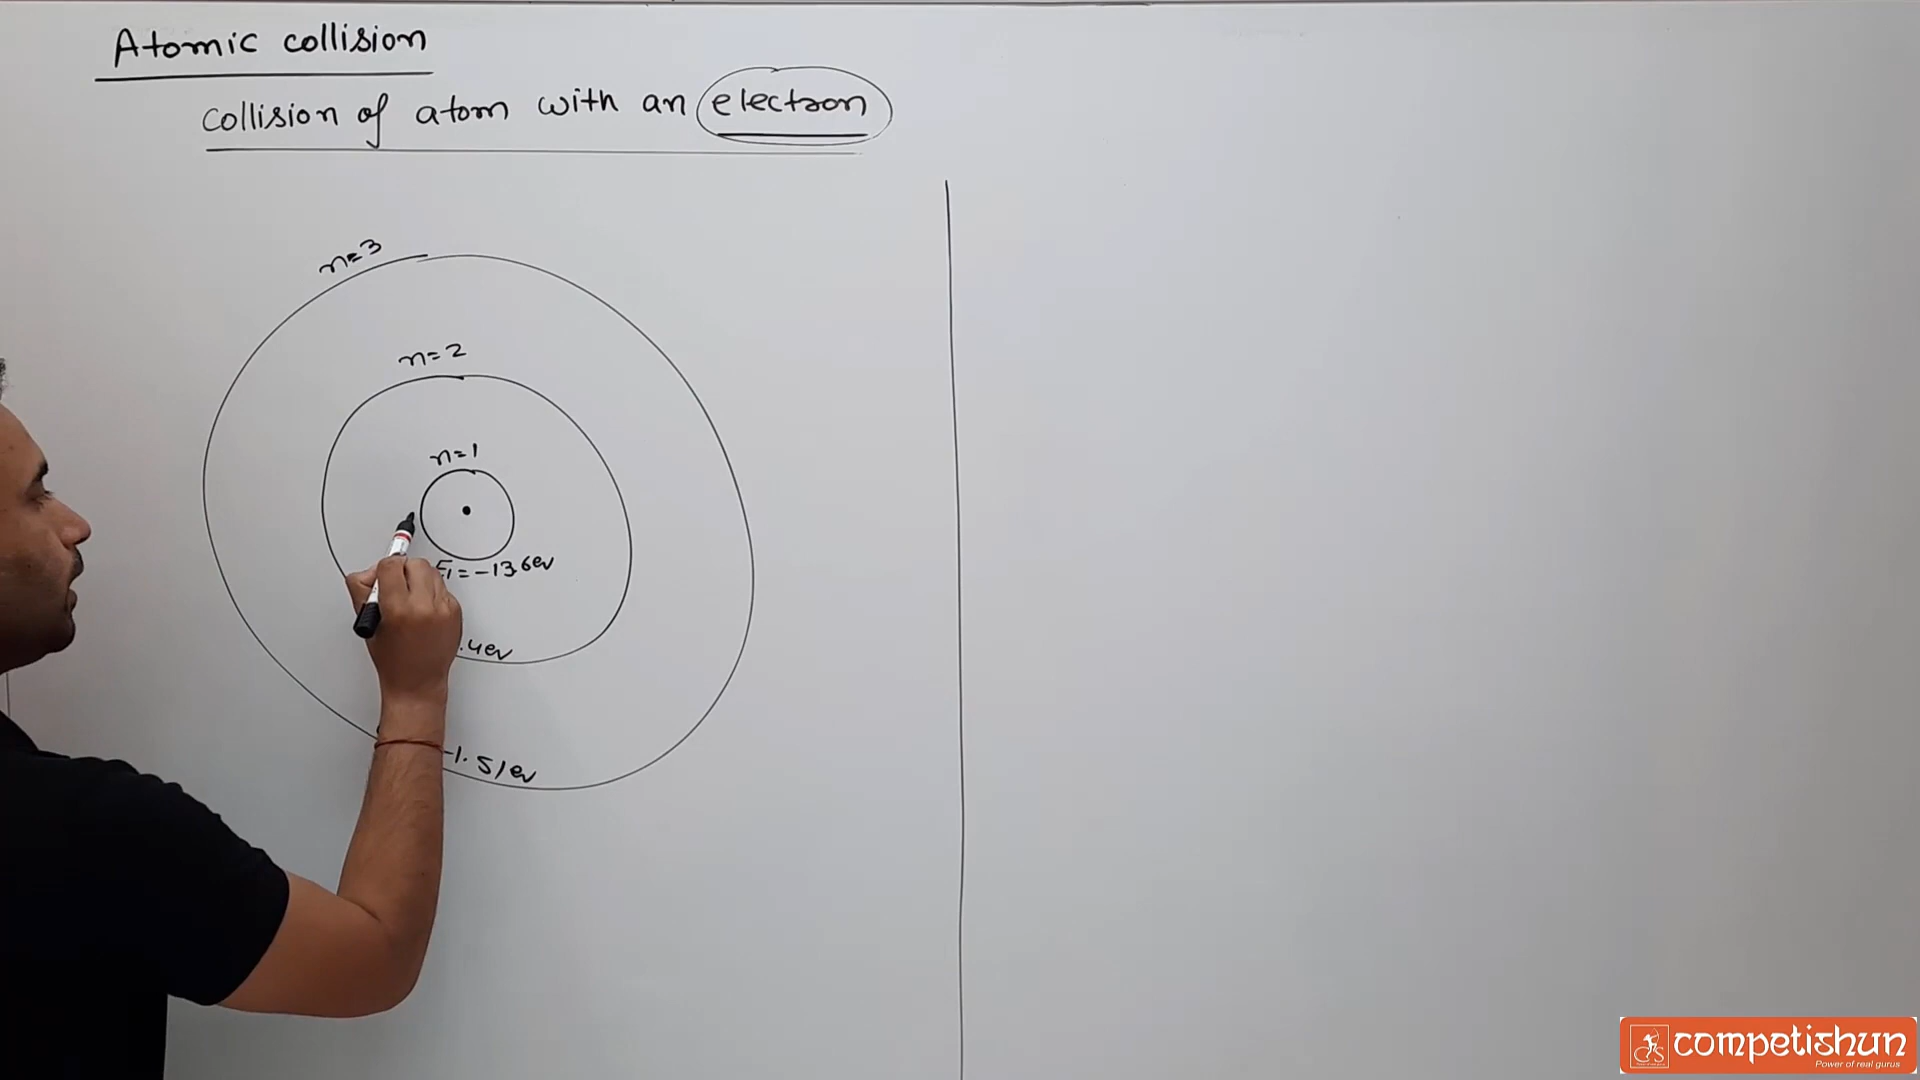 Atomic collision
collision of atom with an electron
n=3
n=2
n=1
E1=-13.6ev
.4ev
-1.51ev
competishun
Power of real gurus